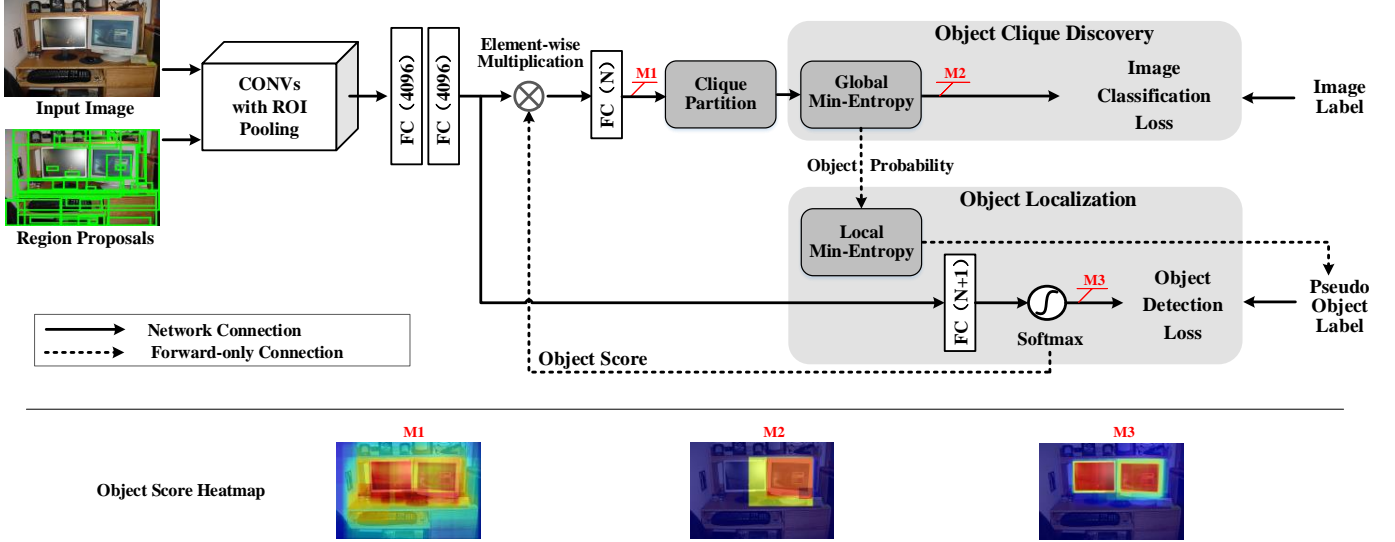 Input Image
Region Proposals
CONVs
with ROI
Pooling
FC（4096）
FC（4096）
Element-wise
Multiplication
FC（N）
M1
Clique
Partition
Object Clique Discovery
Global
Min-Entropy
M2
Image
Classification
Loss
Image
Label
Object Probability
Object Localization
Local
Min-Entropy
FC（N+1）
Softmax
M3
Object
Detection
Loss
Pseudo
Object
Label
Object Score
Network Connection
Forward-only Connection
Object Score Heatmap
M1
M2
M3